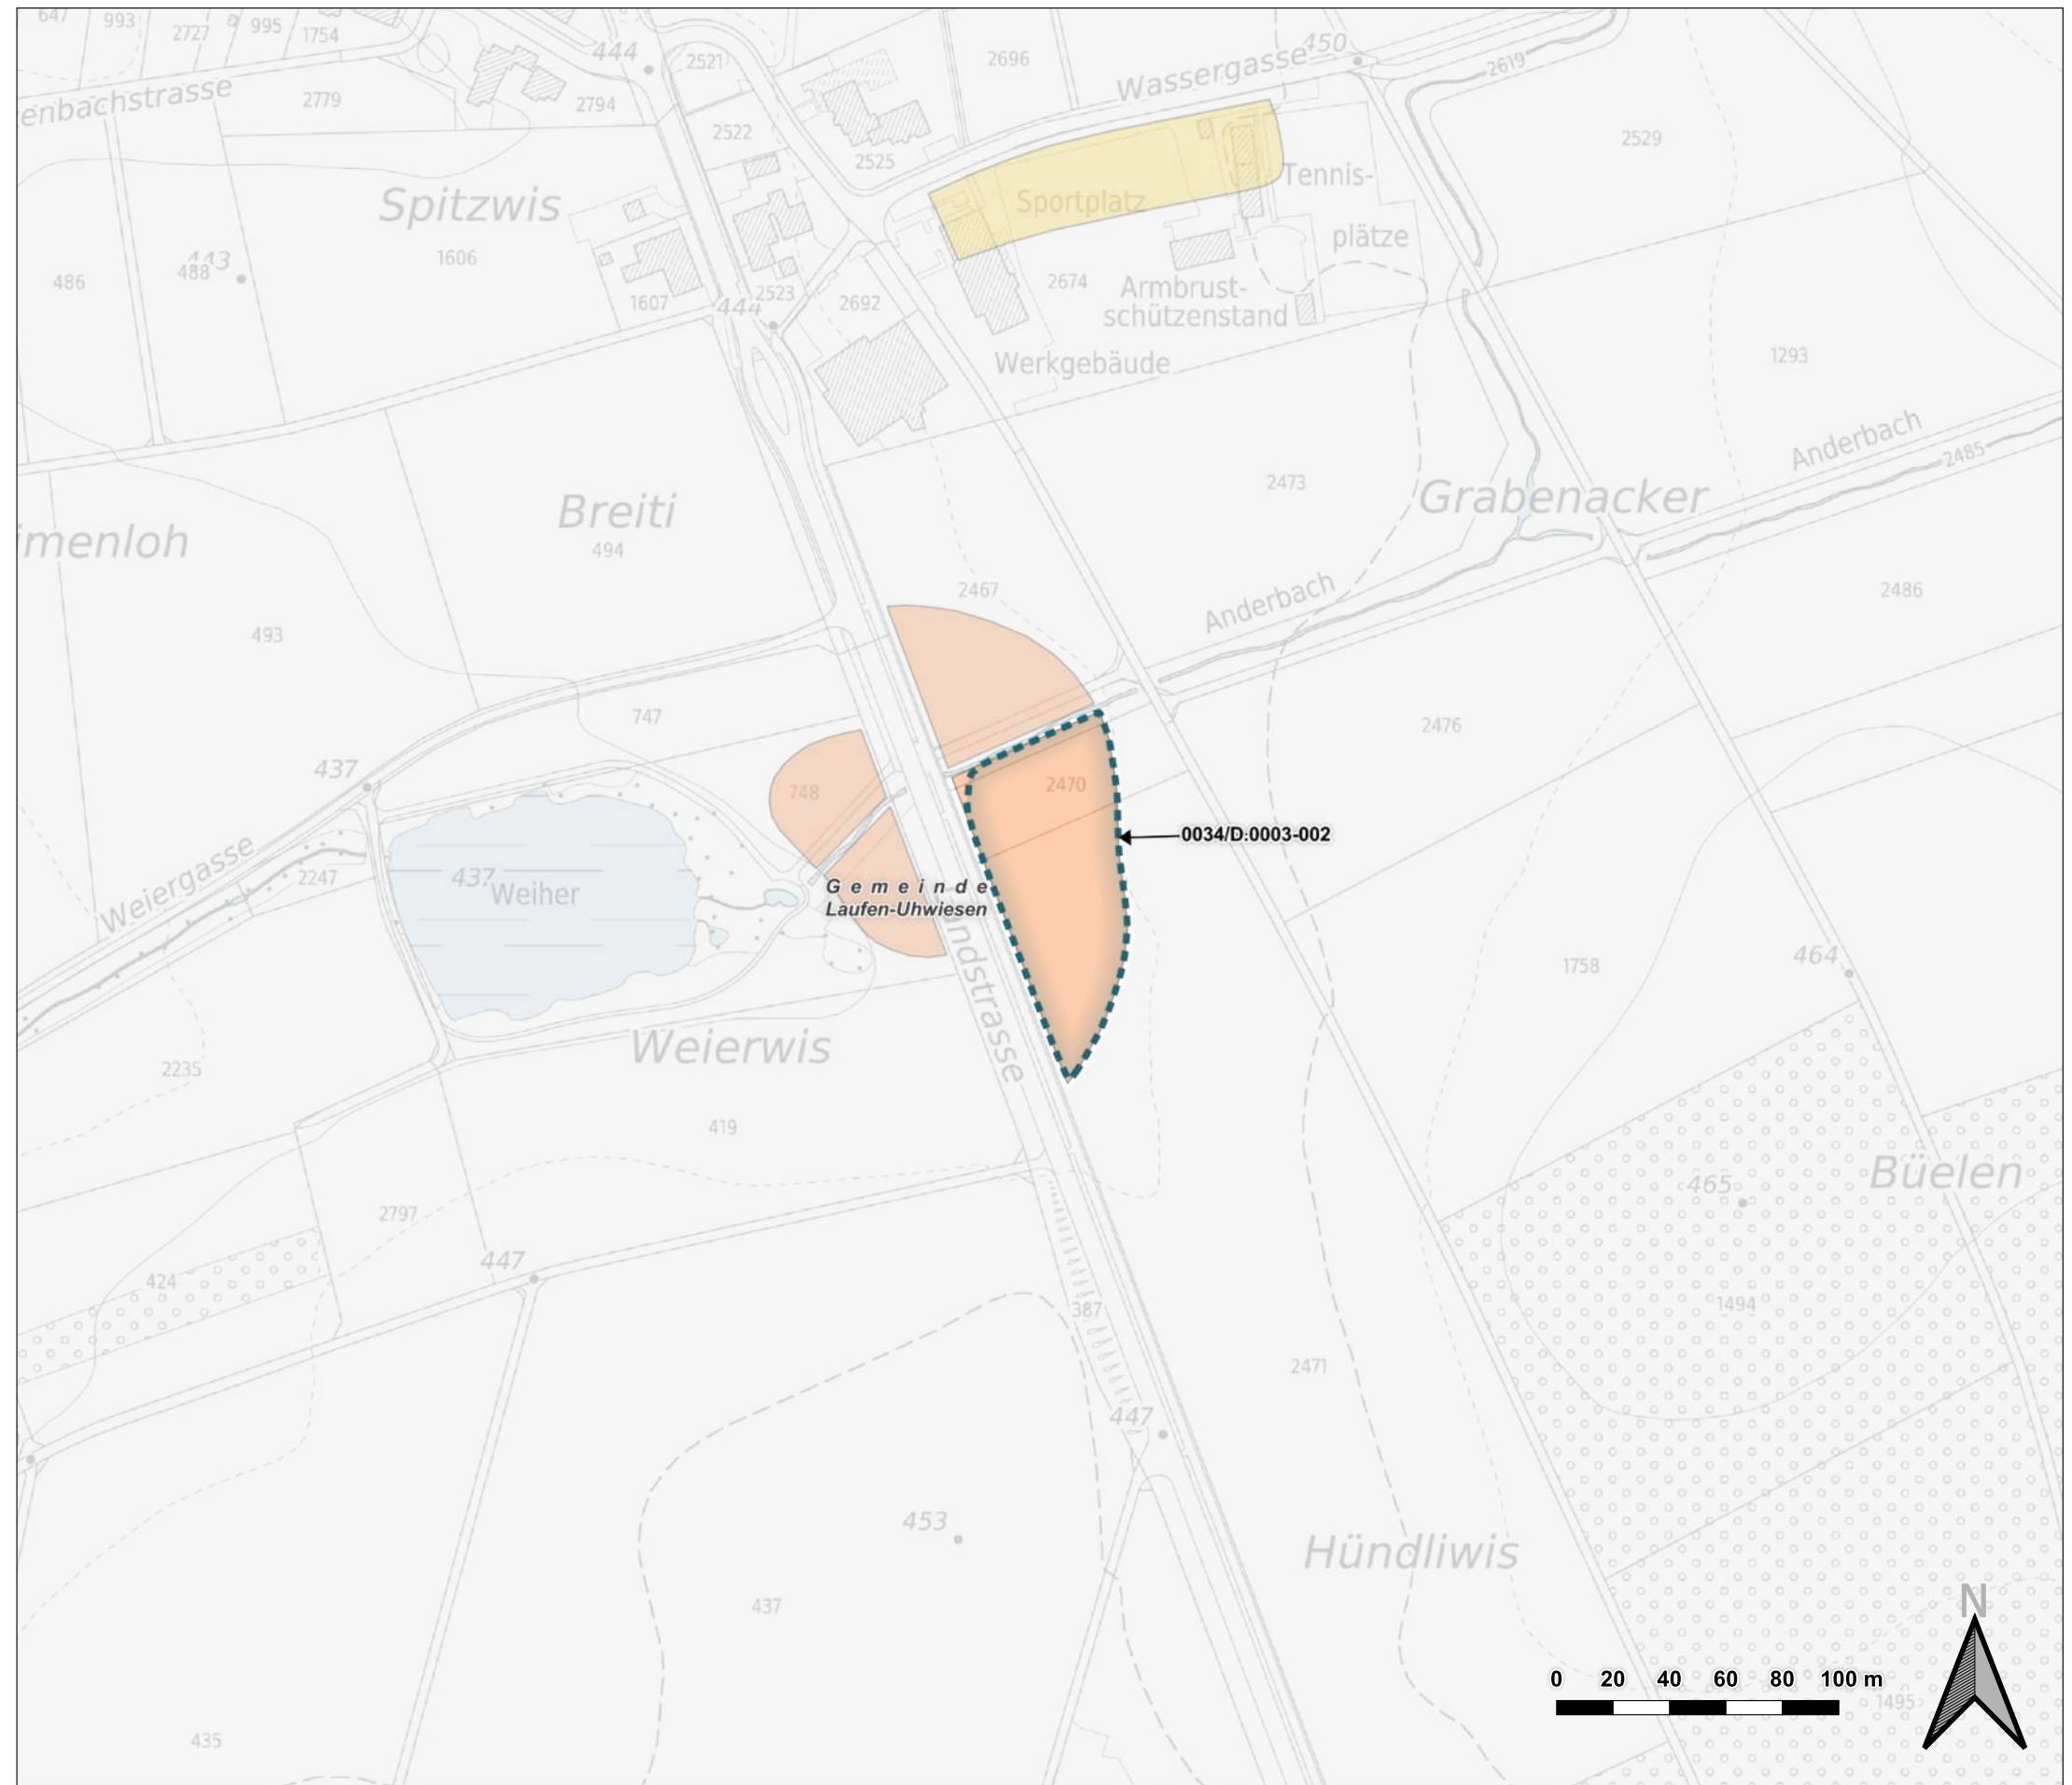 647
993
2727
995
1754
444
2521
2696
Wassergasse
450
2619
enbachstrasse
2779
2794
2522
2525
2529
Spitzwis
Sportplatz
Tennis-
plätze
443
488
486
1606
1607
2523
444
2692
2674
Armbrust-
schützenstand
Werkgebäude
1293
Anderbach
2485
2473
Grabenacker
Breiti
494
imenloh
2467
Anderbach
2486
493
747
2476
437
748
2470
0034/D.0003-002
Weiergasse
2247
437
Weiher
Gemeinde
Laufen-Uhwiesen
andstrasse
1758
464
Weierwis
2235
419
465
Büelen
2797
447
424
387
1494
2471
447
453
Hündliwis
437
N
0 20 40 60 80 100 m
1495
435